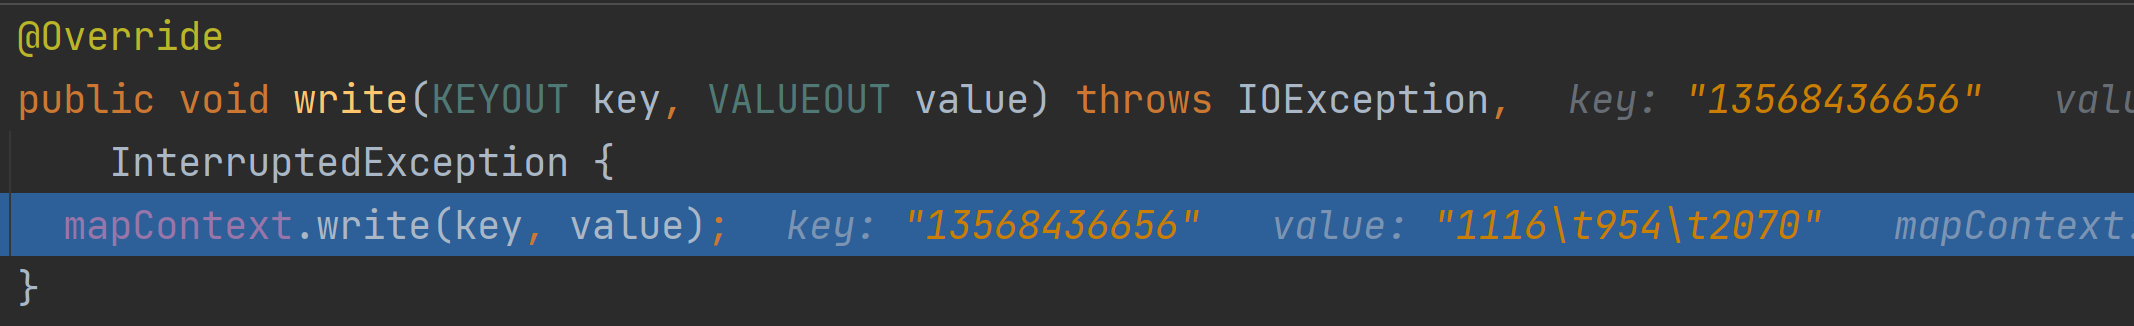 @Override
public void write(KEYOUT key, VALUEOUT value) throws IOException,   key: "13568436656"   valu
    InterruptedException {
  mapContext.write(key, value);   key: "13568436656"   value: "1116\t954\t2070"   mapContext.
}